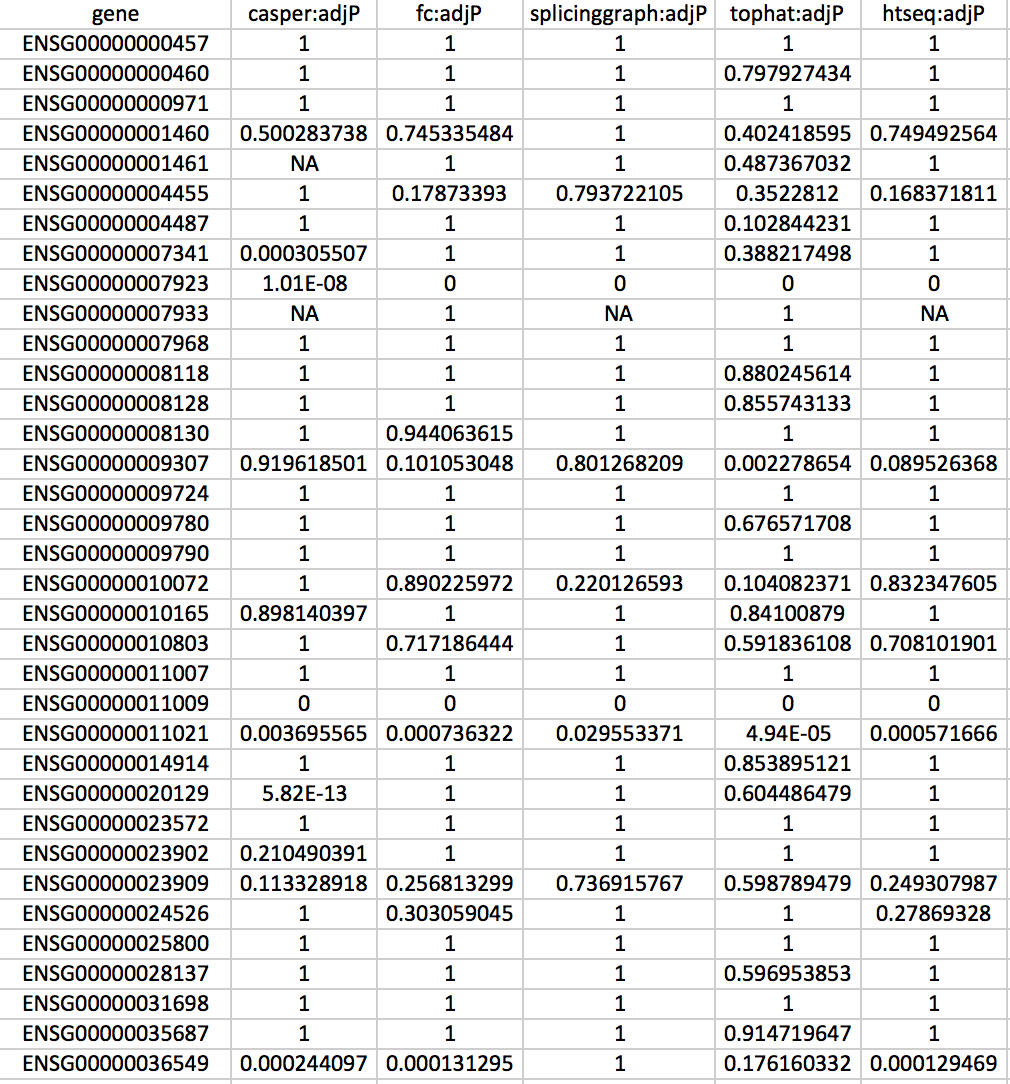 gene casper:adjP fc:adjP splicinggraph:adjP tophat:adjP htseq:adjP
ENSG00000000457 1 1 1 1 1
ENSG00000000460 1 1 1 0.797927434 1
ENSG00000000971 1 1 1 1 1
ENSG00000001460 0.500283738 0.745335484 1 0.402418595 0.749492564
ENSG00000001461 NA 1 1 0.487367032 1
ENSG00000004455 1 0.17873393 0.793722105 0.3522812 0.168371811
ENSG00000004487 1 1 1 0.102844231 1
ENSG00000007341 0.000305507 1 1 0.388217498 1
ENSG00000007923 1.01E-08 0 0 0 0
ENSG00000007933 NA 1 NA 1 NA
ENSG00000007968 1 1 1 1 1
ENSG00000008118 1 1 1 0.880245614 1
ENSG00000008128 1 1 1 0.855743133 1
ENSG00000008130 1 0.944063615 1 1 1
ENSG00000009307 0.919618501 0.101053048 0.801268209 0.002278654 0.089526368
ENSG00000009724 1 1 1 1 1
ENSG00000009780 1 1 1 0.676571708 1
ENSG00000009790 1 1 1 1 1
ENSG00000010072 1 0.890225972 0.220126593 0.104082371 0.832347605
ENSG00000010165 0.898140397 1 1 0.84100879 1
ENSG00000010803 1 0.717186444 1 0.591836108 0.708101901
ENSG00000011007 1 1 1 1 1
ENSG00000011009 0 0 0 0 0
ENSG00000011021 0.003695565 0.000736322 0.029553371 4.94E-05 0.000571666
ENSG00000014914 1 1 1 0.853895121 1
ENSG00000020129 5.82E-13 1 1 0.604486479 1
ENSG00000023572 1 1 1 1 1
ENSG00000023902 0.210490391 1 1 1 1
ENSG00000023909 0.113328918 0.256813299 0.736915767 0.598789479 0.249307987
ENSG00000024526 1 0.303059045 1 1 0.27869328
ENSG00000025800 1 1 1 1 1
ENSG00000028137 1 1 1 0.596953853 1
ENSG00000031698 1 1 1 1 1
ENSG00000035687 1 1 1 0.914719647 1
ENSG00000036549 0.000244097 0.000131295 1 0.176160332 0.000129469